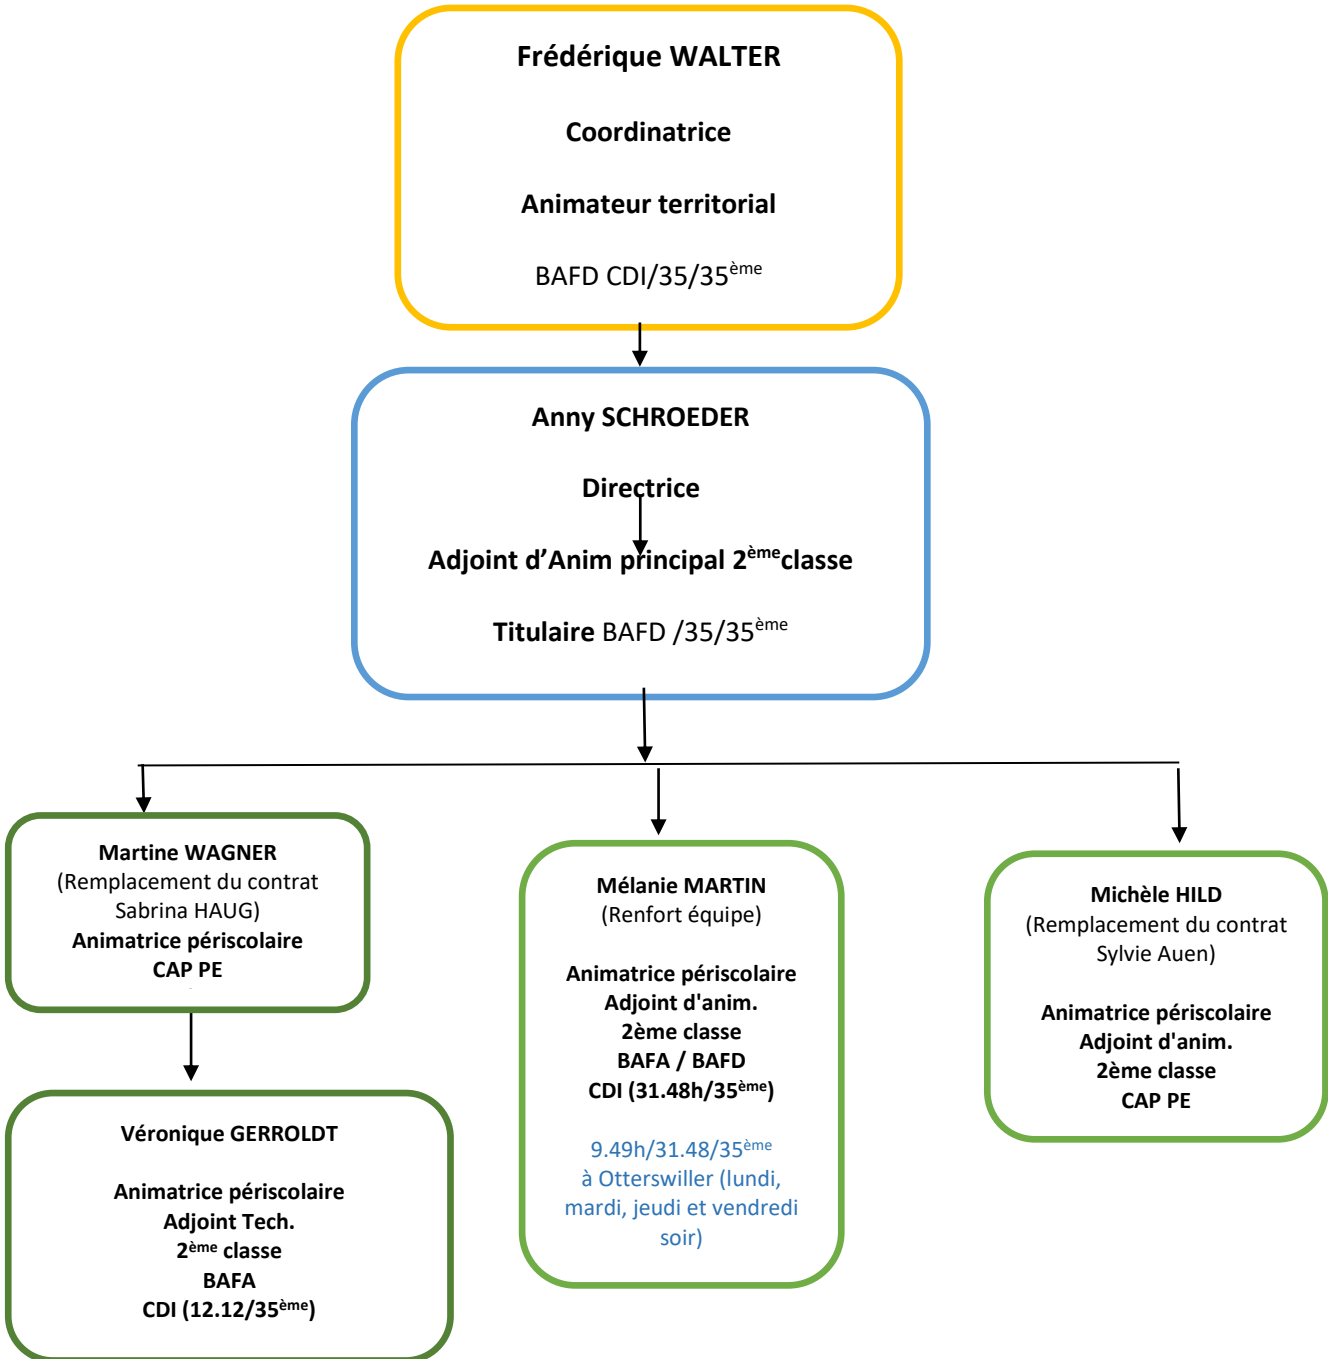 Frédérique WALTER
Coordinatrice
Animateur territorial
BAFD CDI/35/35ème
Anny SCHROEDER
Directrice
Adjoint d’Anim principal 2èmeclasse
Titulaire BAFD /35/35ème
Martine WAGNER
(Remplacement du contrat
Sabrina HAUG)
Animatrice périscolaire
CAP PE
Véronique GERROLDT
Animatrice périscolaire
Adjoint Tech.
2ème classe
BAFA
CDI (12.12/35ème)
Mélanie MARTIN
(Renfort équipe)
Animatrice périscolaire
Adjoint d'anim.
2ème classe
BAFA / BAFD
CDI (31.48h/35ème)
9.49h/31.48/35ème
à Otterswiller (lundi,
mardi, jeudi et vendredi
soir)
Michèle HILD
(Remplacement du contrat
Sylvie Auen)
Animatrice périscolaire
Adjoint d'anim.
2ème classe
CAP PE